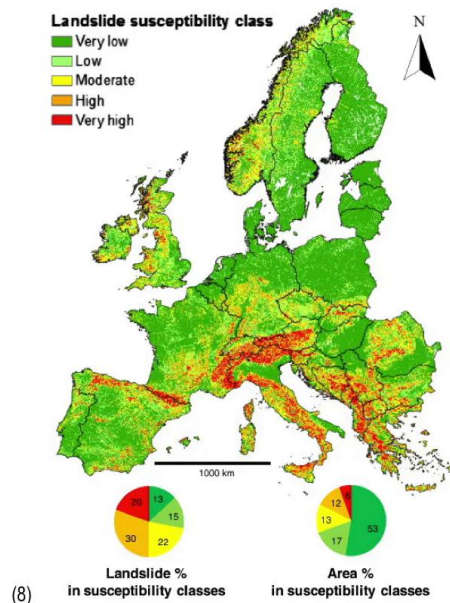 Landslide susceptibility class
Very low
Low
Moderate
High
Very high
N
1000 km
20
13
15
22
30
6
12
13
17
53
Landslide %
in susceptibility classes
Area %
in susceptibility classes
(8)